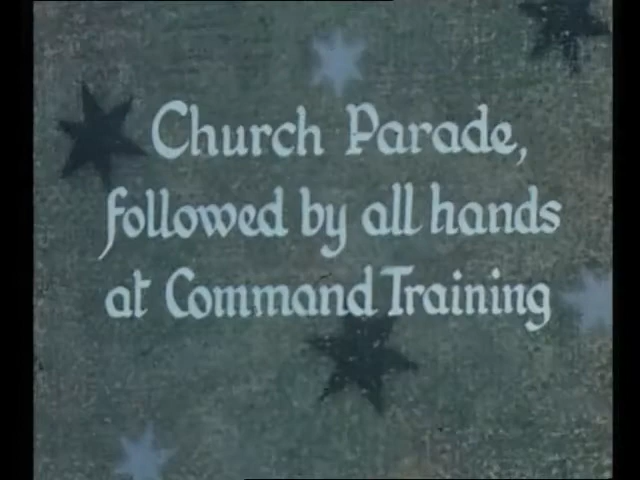 Church Parade,
followed by all hands
at Command Training